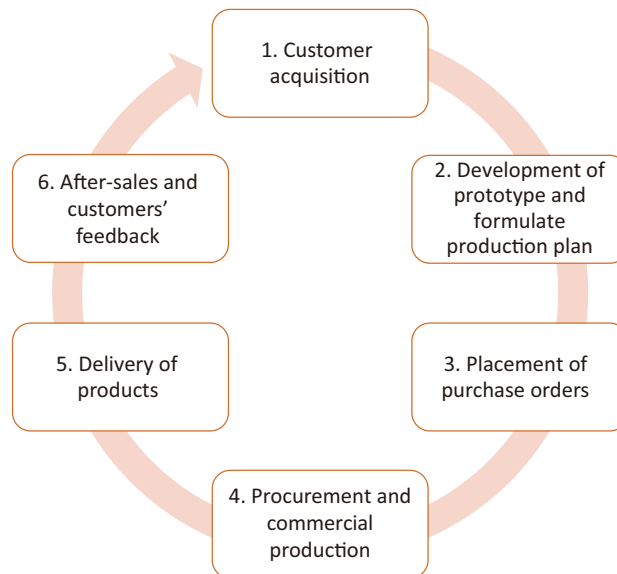 1. Customer
acquisition
2. Development of
prototype and
formulate
production plan
3. Placement of
purchase orders
4. Procurement and
commercial
production
5. Delivery of
products
6. After-sales and
customers’
feedback